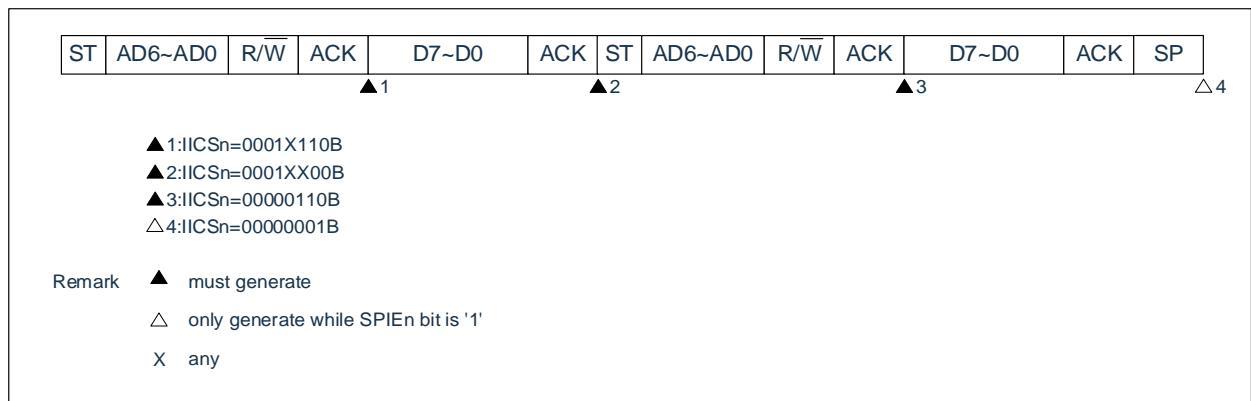 ST AD6~AD0 R/W̅ ACK D7~D0 ACK ST AD6~AD0 R/W̅ ACK D7~D0 ACK SP
▲1 ▲2 ▲3 △4
▲1:IICSn=0001X110B
▲2:IICSn=0001XX00B
▲3:IICSn=00000110B
△4:IICSn=00000001B
Remark ▲ must generate
△ only generate while SPIEn bit is '1'
X any